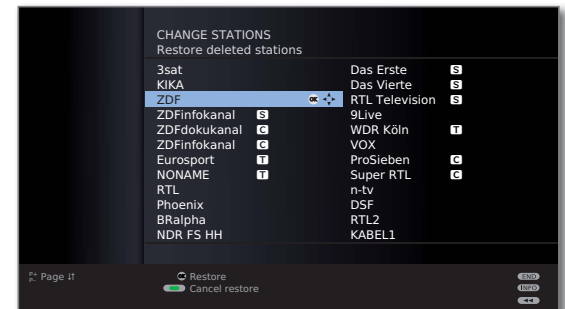 CHANGE STATIONS
Restore deleted stations
3sat
KIKA
ZDF OK
ZDFinfokanal S
ZDFdokukanal C
ZDFinfokanal C
Eurosport T
NONAME T
RTL
Phoenix
BRalpha
NDR FS HH
Das Erste S
Das Vierte S
RTL Television S
9Live
WDR Köln T
VOX
ProSieben C
Super RTL C
n-tv
DSF
RTL2
KABEL1
P+ P- Page
OK Restore
Cancel restore
END
INFO